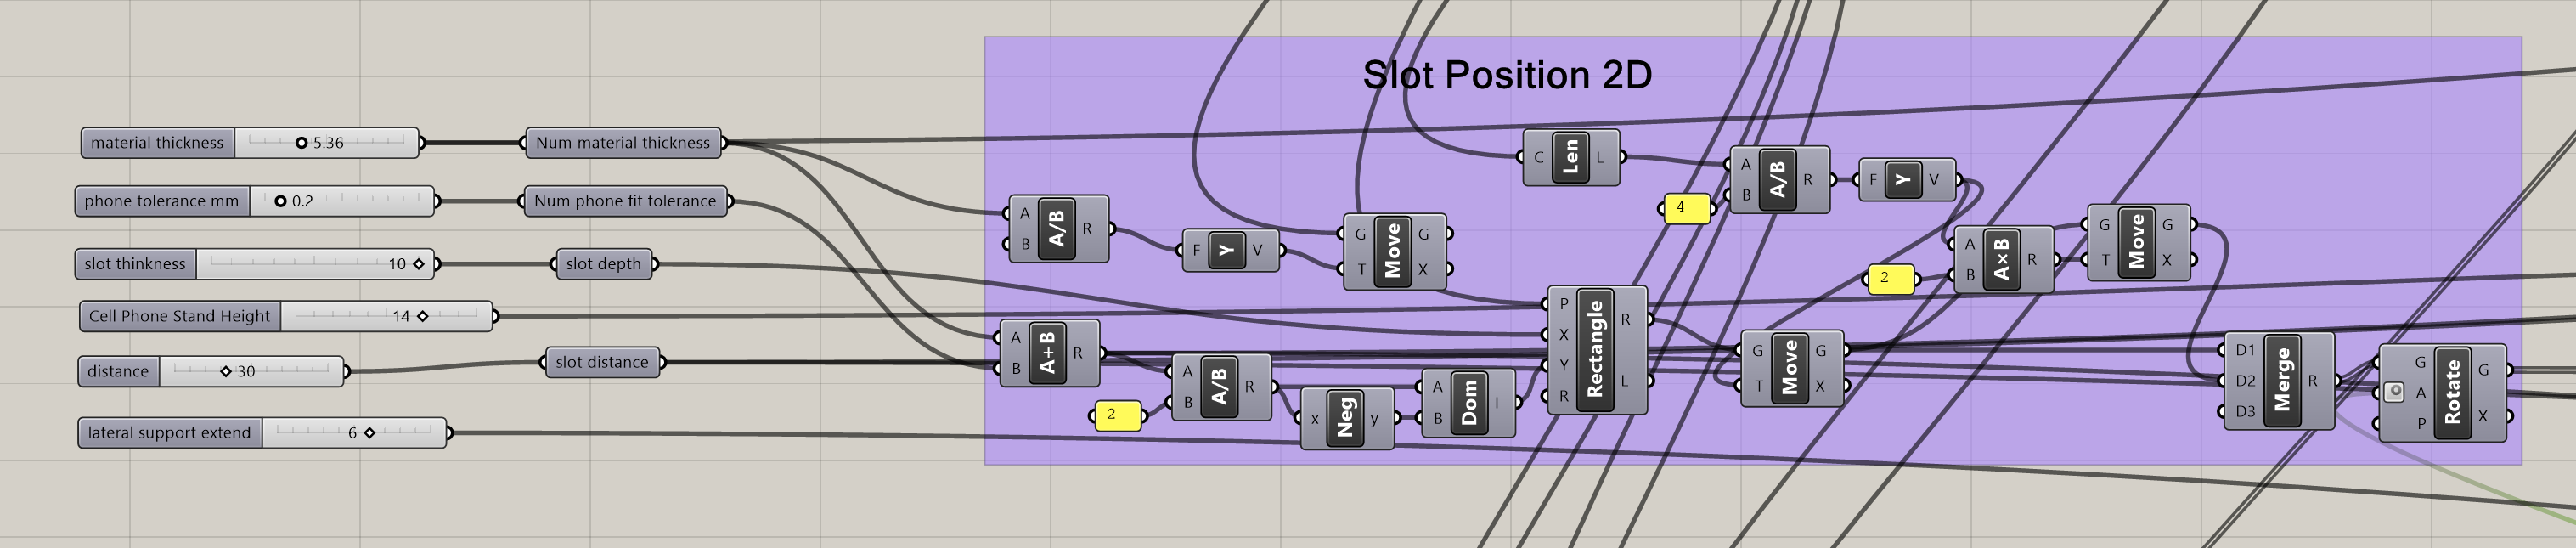 Slot Position 2D
material thickness 5.36
Num material thickness
phone tolerance mm 0.2
Num phone fit tolerance
slot thinkness 10
slot depth
Cell Phone Stand Height 14
distance 30
slot distance
lateral support extend 6
A B A/B R
F Y V
G T Move G X
C Len L
4
A B A/B R
F Y V
2
A B A×B R
G T Move G X
A B A+B R
2
A B A/B R
x Neg y
A B Dom I
P X Y R Rectangle R L
G T Move G X
D1 D2 D3 Merge R
G A P Rotate G X